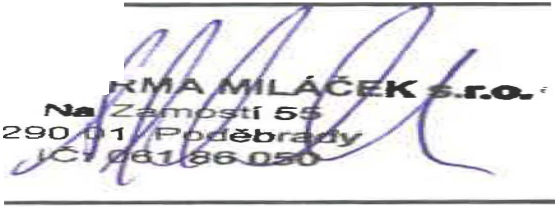 RMA MILÁČEK s.r.o.
Na Zámostí 55
290 01 Poděbrady
IČ: 061 86 050